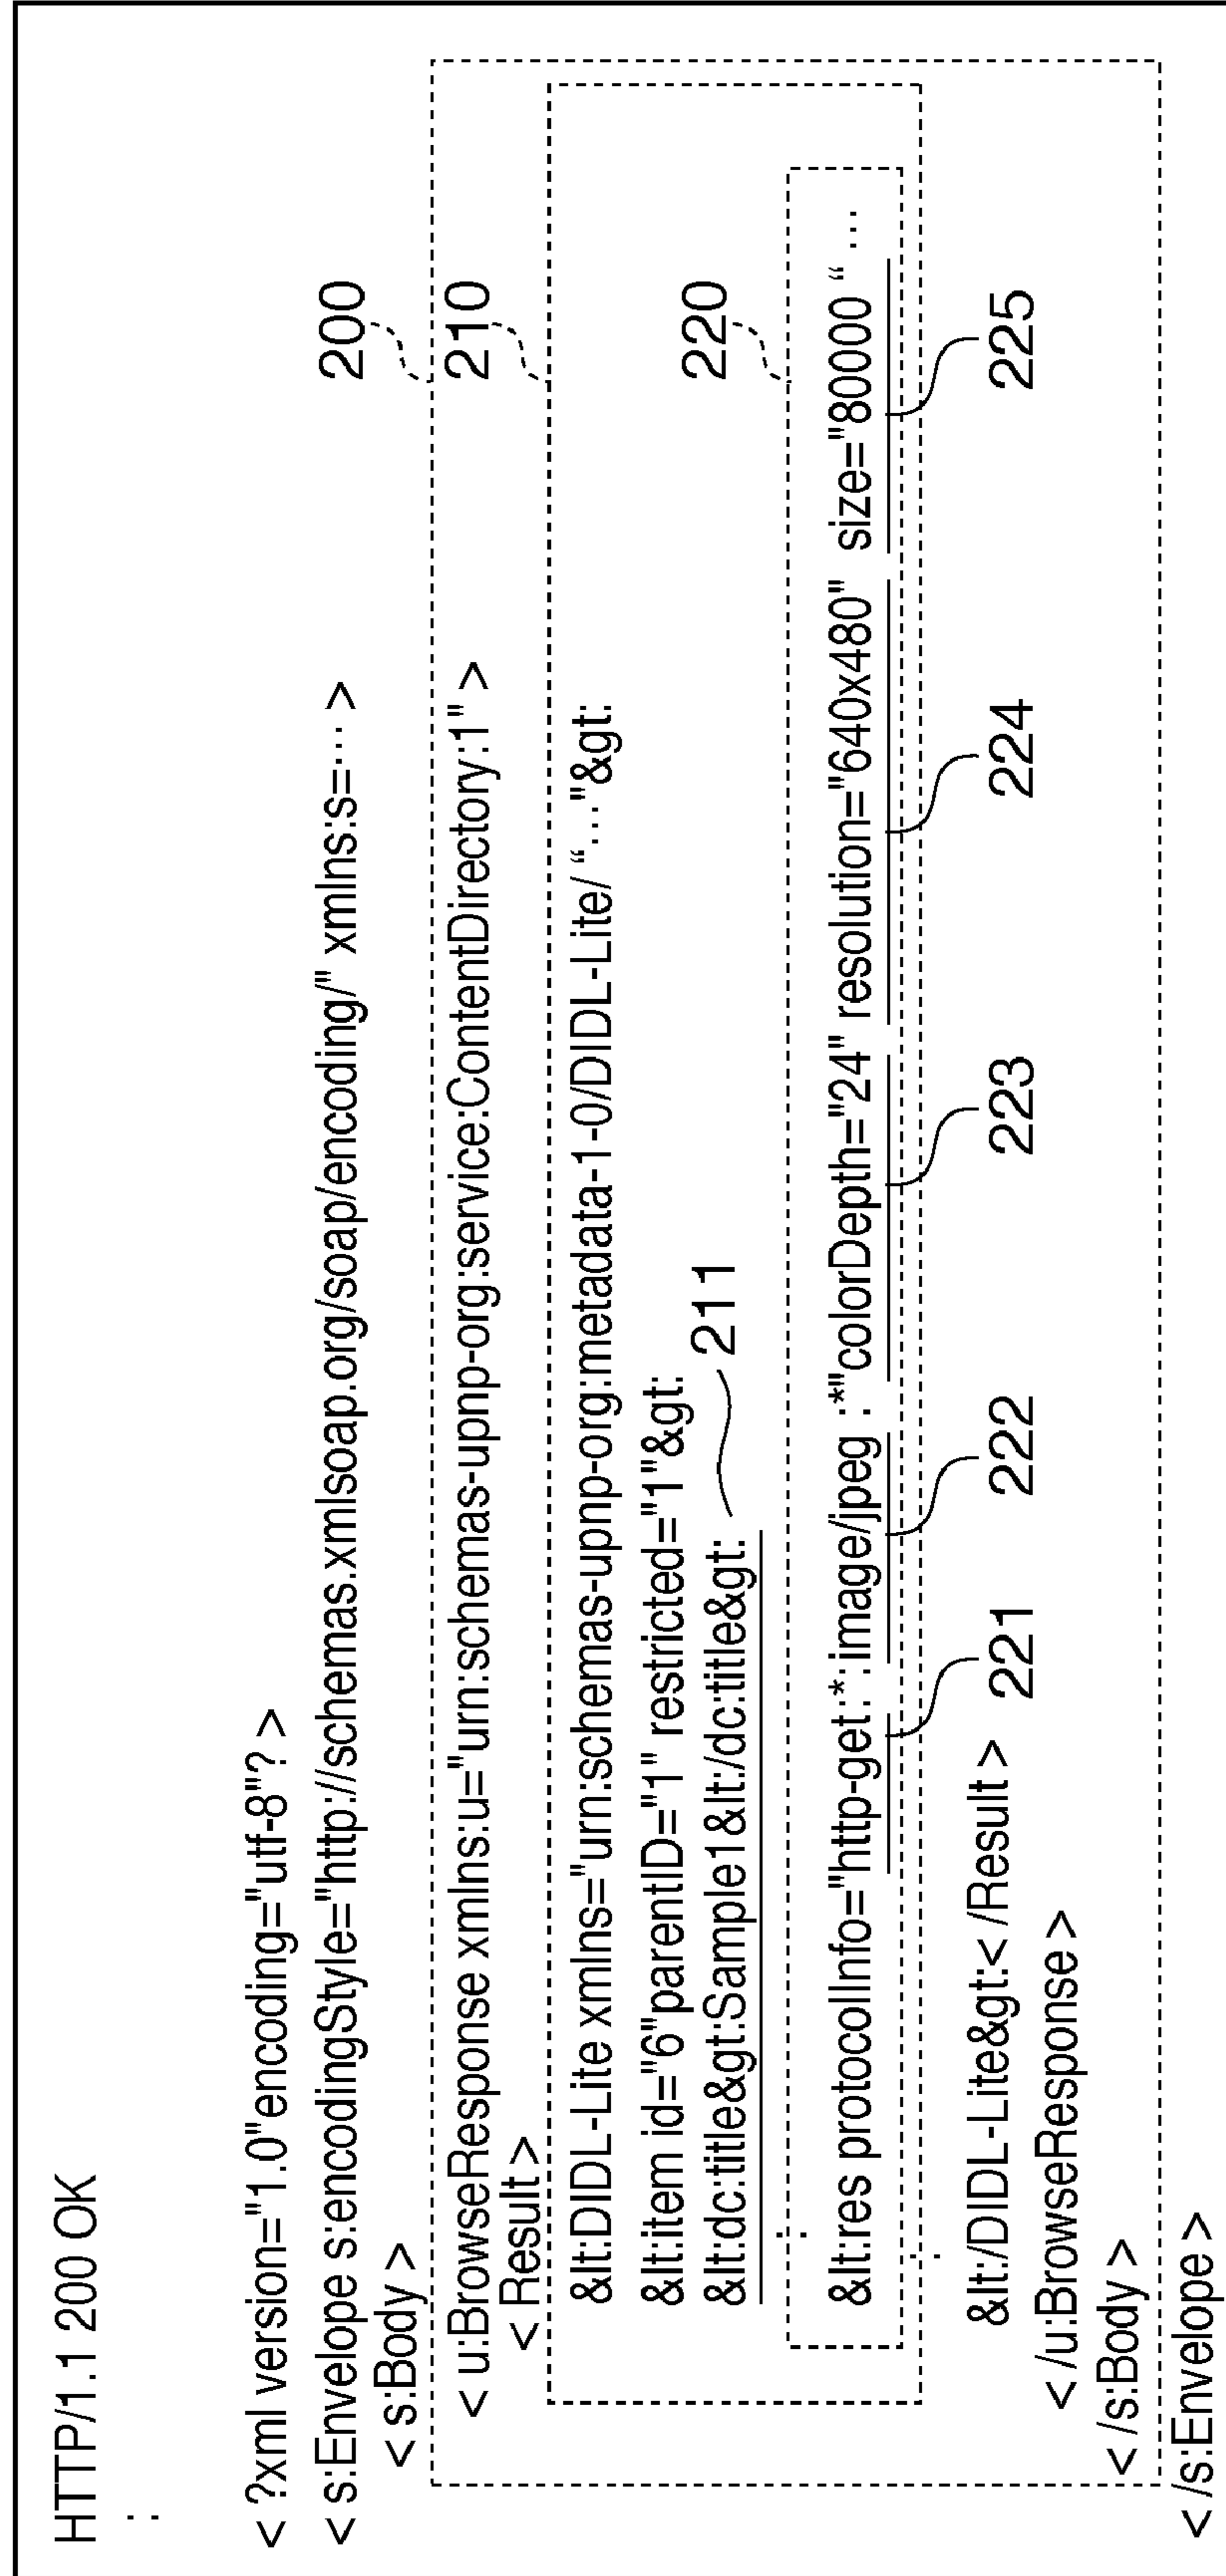 HTTP/1.1 200 OK
:
< ?xml version="1.0"encoding="utf-8"? >
< s:Envelope s:encodingStyle="http://schemas.xmlsoap.org/soap/encoding/" xmlns:s=··· >
< s:Body >
200
< u:BrowseResponse xmlns:u="urn:schemas-upnp-org:service:ContentDirectory:1" >
210
< Result >
&lt:DIDL-Lite xmlns="urn:schemas-upnp-org:metadata-1-0/DIDL-Lite/ “…"&gt:
&lt:item id="6"parentID="1" restricted="1"&gt:
&lt:dc:title&gt:Sample1&lt:/dc:title&gt:
211
220
:
&lt:res protocolInfo="http-get:*:image/jpeg :*"colorDepth="24" resolution="640x480" size="80000 “ …
:
221
222
223
224
225
&lt:/DIDL-Lite&gt:< /Result >
< /u:BrowseResponse >
< /s:Body >
< /s:Envelope >